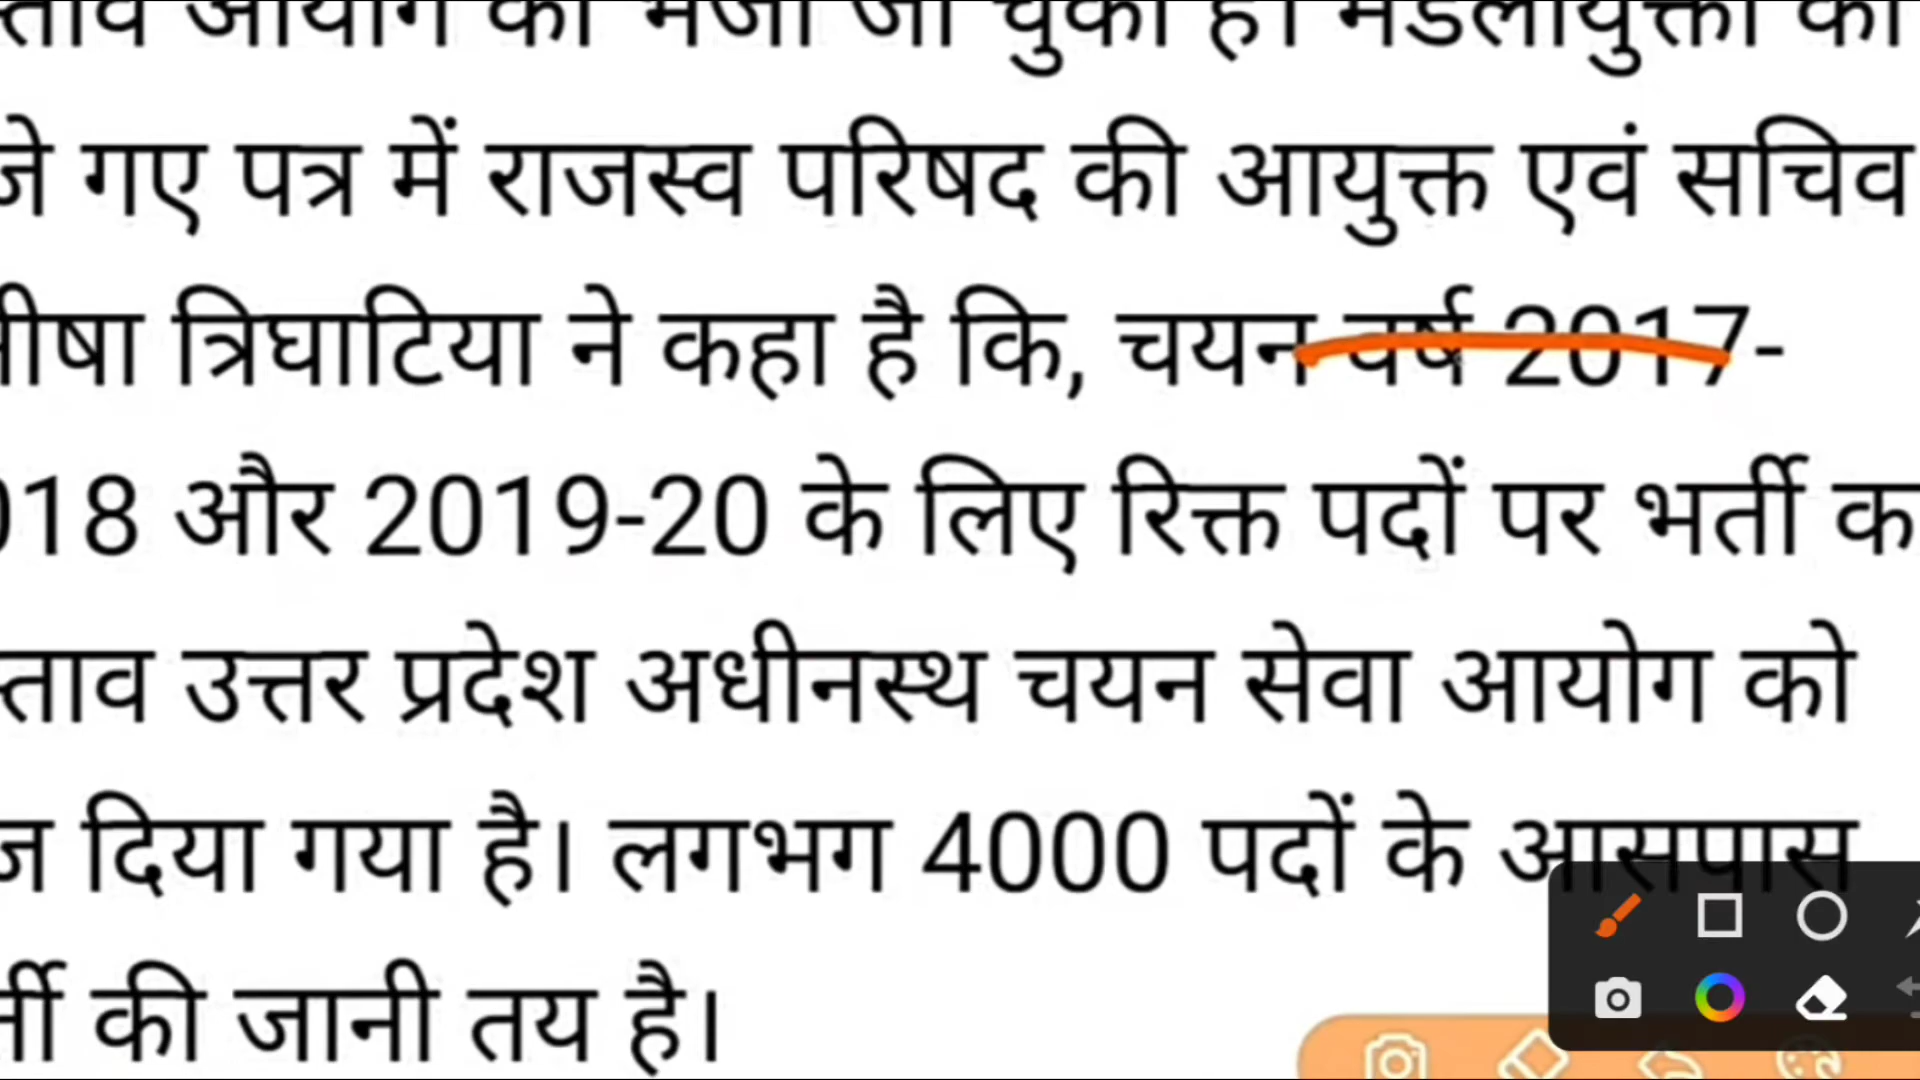 आयोग को भेजा जा चुका है। मंडलायुक्तों को
गए पत्र में राजस्व परिषद की आयुक्त एवं सचिव
त्रिघाटिया ने कहा है कि, चयन वर्ष 2017-
और 2019-20 के लिए रिक्त पदों पर भर्ती
उत्तर प्रदेश अधीनस्थ चयन सेवा आयोग को
दिया गया है। लगभग 4000 पदों के आसपास
की जानी तय है।